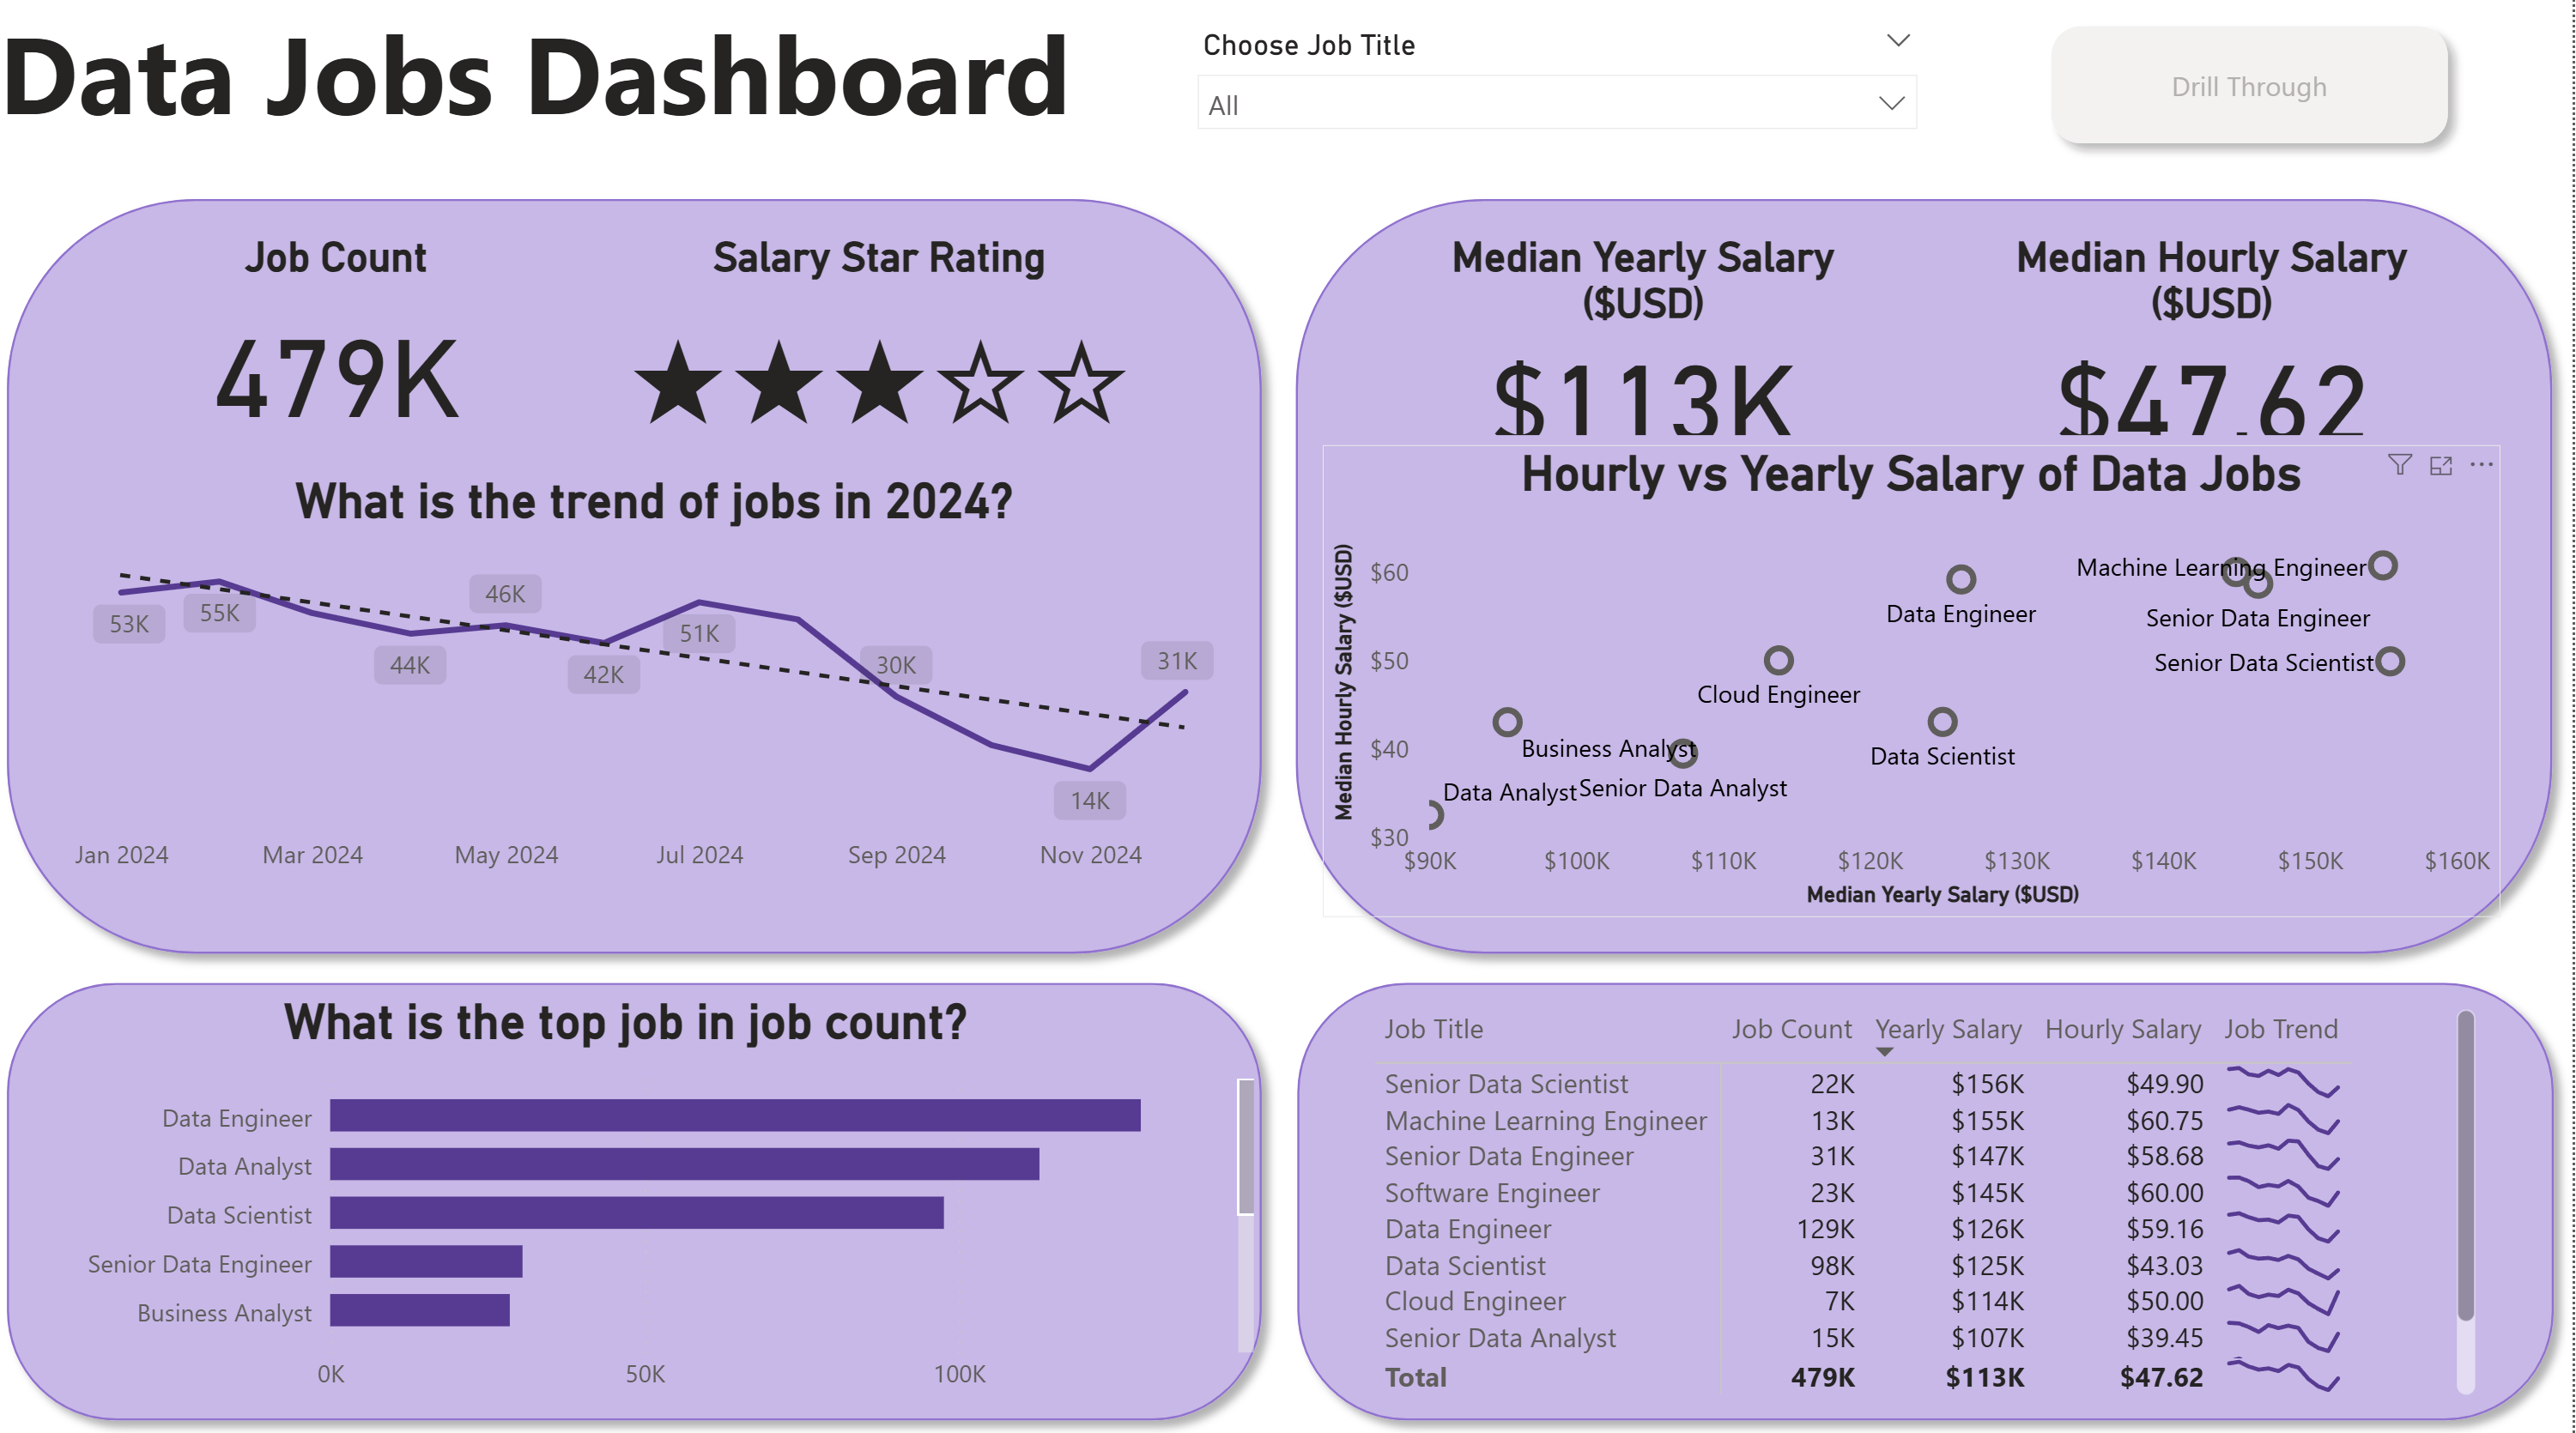 Data Jobs Dashboard
Choose Job Title
All
Drill Through
Job Count
479K
Salary Star Rating
What is the trend of jobs in 2024?
53K
55K
44K
46K
42K
51K
30K
14K
31K
Jan 2024
Mar 2024
May 2024
Jul 2024
Sep 2024
Nov 2024
Median Yearly Salary
($USD)
$113K
Median Hourly Salary
($USD)
$47.62
Hourly vs Yearly Salary of Data Jobs
Median Hourly Salary ($USD)
$60
$50
$40
$30
Machine Learning Engineer
Data Engineer
Senior Data Engineer
Senior Data Scientist
Cloud Engineer
Business Analyst
Data Scientist
Data Analyst
Senior Data Analyst
$90K
$100K
$110K
$120K
$130K
$140K
$150K
$160K
Median Yearly Salary ($USD)
What is the top job in job count?
Data Engineer
Data Analyst
Data Scientist
Senior Data Engineer
Business Analyst
0K
50K
100K
Job Title Job Count Yearly Salary Hourly Salary Job Trend
Senior Data Scientist 22K $156K $49.90
Machine Learning Engineer 13K $155K $60.75
Senior Data Engineer 31K $147K $58.68
Software Engineer 23K $145K $60.00
Data Engineer 129K $126K $59.16
Data Scientist 98K $125K $43.03
Cloud Engineer 7K $114K $50.00
Senior Data Analyst 15K $107K $39.45
Total 479K $113K $47.62